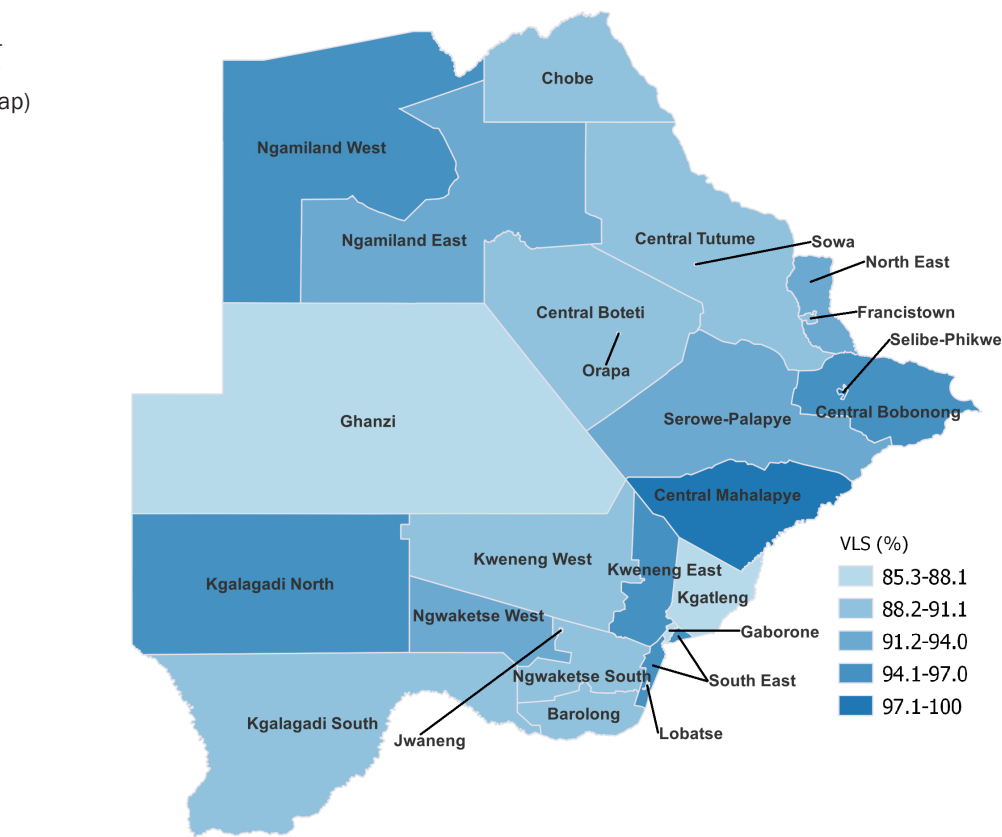 ap)
Chobe
Ngamiland West
Ngamiland East
Central Tutume
Sowa
North East
Central Boteti
Francistown
Selibe-Phikwe
Orapa
Ghanzi
Serowe-Palapye
Central Bobonong
Central Mahalapye
VLS (%)
Kweneng West
Kweneng East
85.3-88.1
Kgalagadi North
Kgatleng
88.2-91.1
Ngwaketse West
Gaborone
91.2-94.0
Ngwaketse South
South East
94.1-97.0
Barolong
97.1-100
Kgalagadi South
Jwaneng
Lobatse